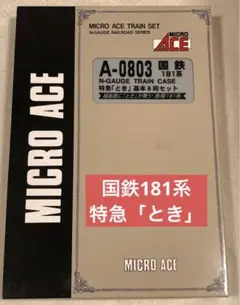 MICRO ACE TRAIN SET
N-GAUGE RAILROAD SERIES
MICRO
ACE
A-0803 国鉄
181系
N-GAUGE TRAIN CASE
特急「とき」基本6両セット
MICRO ACE
国鉄181系
特急「とき」
MICRO ACE